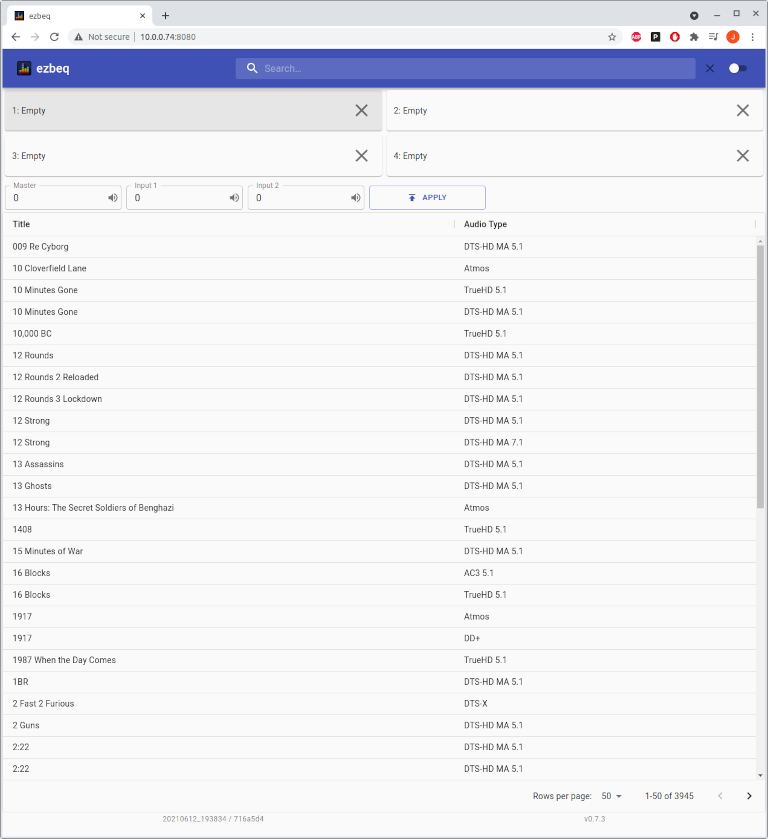 ezbeq
Not secure 10.0.0.74:8080
ABP P J
ezbeq Search...
1: Empty 2: Empty
3: Empty 4: Empty
Master Input 1 Input 2
0 0 0 APPLY
Title Audio Type
009 Re Cyborg DTS-HD MA 5.1
10 Cloverfield Lane Atmos
10 Minutes Gone TrueHD 5.1
10 Minutes Gone DTS-HD MA 5.1
10,000 BC TrueHD 5.1
12 Rounds DTS-HD MA 5.1
12 Rounds 2 Reloaded DTS-HD MA 5.1
12 Rounds 3 Lockdown DTS-HD MA 5.1
12 Strong DTS-HD MA 5.1
12 Strong DTS-HD MA 7.1
13 Assassins DTS-HD MA 5.1
13 Ghosts DTS-HD MA 5.1
13 Hours: The Secret Soldiers of Benghazi Atmos
1408 TrueHD 5.1
15 Minutes of War DTS-HD MA 5.1
16 Blocks AC3 5.1
16 Blocks TrueHD 5.1
1917 Atmos
1917 DD+
1987 When the Day Comes TrueHD 5.1
1BR DTS-HD MA 5.1
2 Fast 2 Furious DTS-X
2 Guns DTS-HD MA 5.1
2:22 DTS-HD MA 5.1
2:22 DTS-HD MA 5.1
Rows per page: 50 1-50 of 3945
20210612_193834 / 716a5d4 v0.7.3